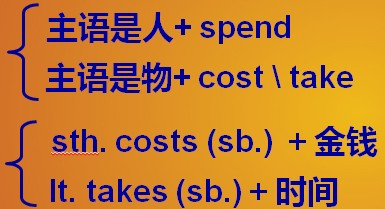 主语是人+ spend
主语是物+ cost \ take
sth. costs (sb.) + 金钱
It. takes (sb.) + 时间